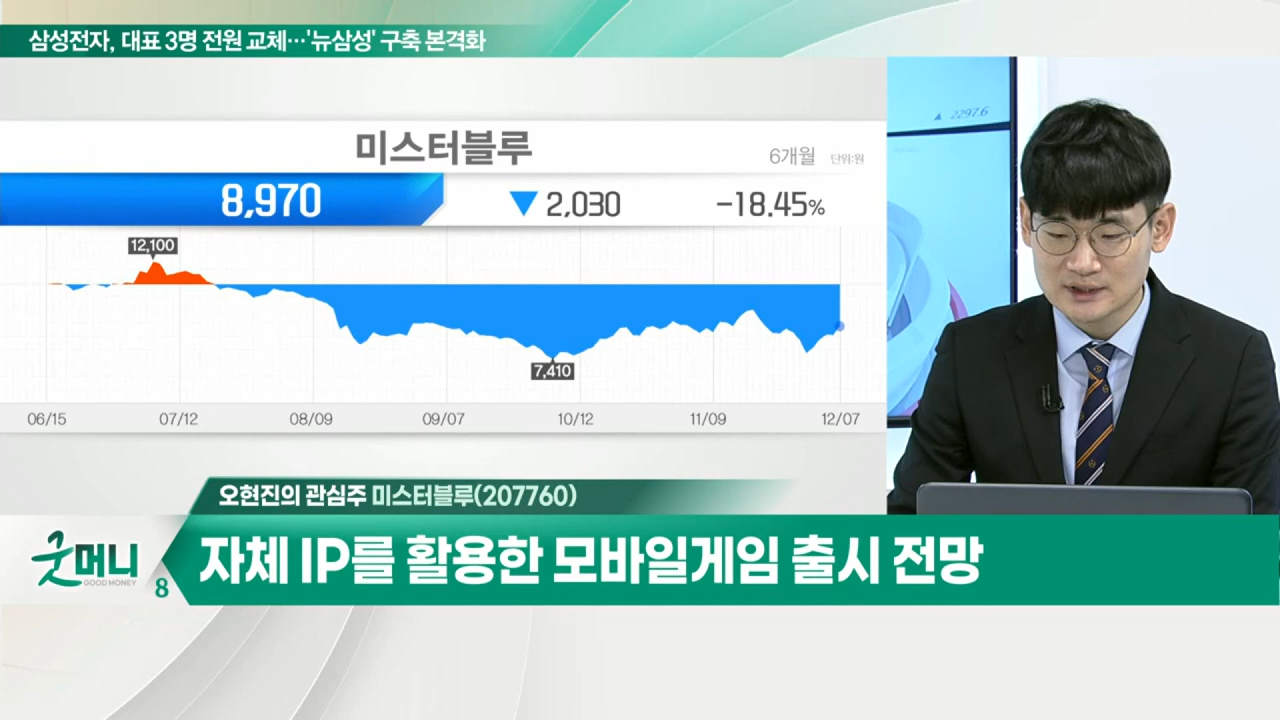 삼성전자, 대표 3명 전원 교체…'뉴삼성' 구축 본격화
미스터블루
6개월 단위:원
8,970 ▼ 2,030 -18.45%
12,100
7,410
06/15 07/12 08/09 09/07 10/12 11/09 12/07
▲ 2297.6
오현진의 관심주 미스터블루(207760)
굿머니
GOOD MONEY
8
자체 IP를 활용한 모바일게임 출시 전망